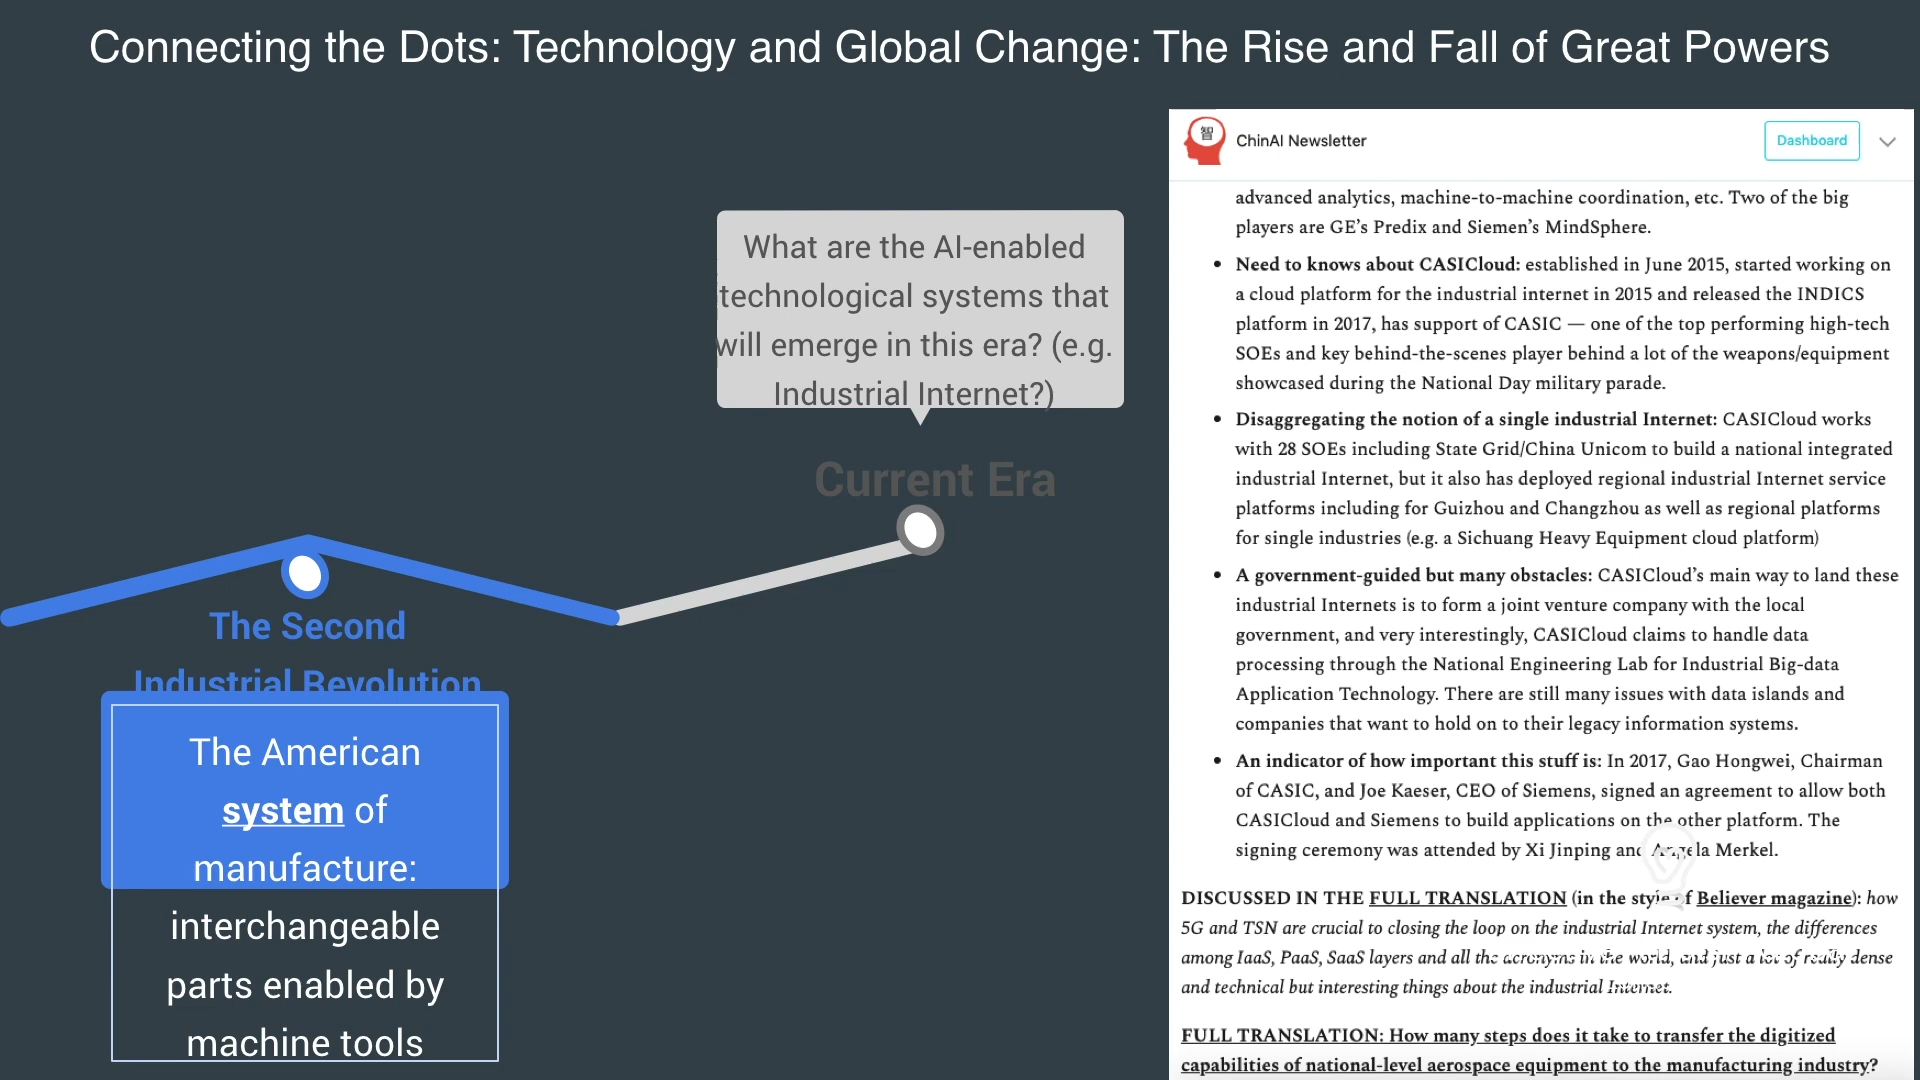 Connecting the Dots: Technology and Global Change: The Rise and Fall of Great Powers
What are the AI-enabled
technological systems that
will emerge in this era? (e.g.
Industrial Internet?)
Current Era
The Second
Industrial Revolution
The American
system of
manufacture:
interchangeable
parts enabled by
machine tools
智
ChinAI Newsletter
Dashboard
advanced analytics, machine-to-machine coordination, etc. Two of the big
players are GE's Predix and Siemen's MindSphere.
• Need to knows about CASICloud: established in June 2015, started working on
a cloud platform for the industrial internet in 2015 and released the INDICS
platform in 2017, has support of CASIC — one of the top performing high-tech
SOEs and key behind-the-scenes player behind a lot of the weapons/equipment
showcased during the National Day military parade.
• Disaggregating the notion of a single industrial Internet: CASICloud works
with 28 SOEs including State Grid/China Unicom to build a national integrated
industrial Internet, but it also has deployed regional industrial Internet service
platforms including for Guizhou and Changzhou as well as regional platforms
for single industries (e.g. a Sichuang Heavy Equipment cloud platform)
• A government-guided but many obstacles: CASICloud's main way to land these
industrial Internets is to form a joint venture company with the local
government, and very interestingly, CASICloud claims to handle data
processing through the National Engineering Lab for Industrial Big-data
Application Technology. There are still many issues with data islands and
companies that want to hold on to their legacy information systems.
• An indicator of how important this stuff is: In 2017, Gao Hongwei, Chairman
of CASIC, and Joe Kaeser, CEO of Siemens, signed an agreement to allow both
CASICloud and Siemens to build applications on the other platform. The
signing ceremony was attended by Xi Jinping and Angela Merkel.
DISCUSSED IN THE FULL TRANSLATION (in the style of Believer magazine): how
5G and TSN are crucial to closing the loop on the industrial Internet system, the differences
among IaaS, PaaS, SaaS layers and all the acronyms in the world, and just a lot of really dense
and technical but interesting things about the industrial Internet.
FULL TRANSLATION: How many steps does it take to transfer the digitized
capabilities of national-level aerospace equipment to the manufacturing industry?